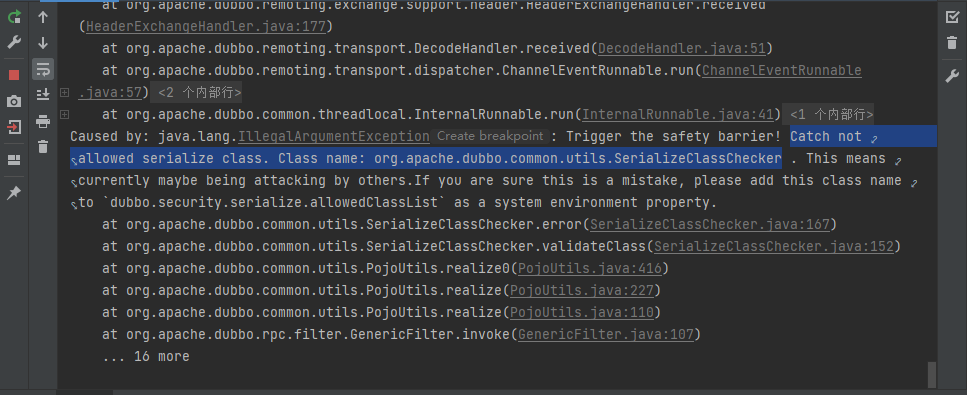 at org.apache.dubbo.remoting.exchange.support.header.HeaderExchangeHandler.received
(HeaderExchangeHandler.java:177)
at org.apache.dubbo.remoting.transport.DecodeHandler.received(DecodeHandler.java:51)
at org.apache.dubbo.remoting.transport.dispatcher.ChannelEventRunnable.run(ChannelEventRunnable
.java:57) <2 个内部行>
at org.apache.dubbo.common.threadlocal.InternalRunnable.run(InternalRunnable.java:41) <1 个内部行>
Caused by: java.lang.IllegalArgumentException Create breakpoint : Trigger the safety barrier! Catch not
allowed serialize class. Class name: org.apache.dubbo.common.utils.SerializeClassChecker . This means
currently maybe being attacking by others.If you are sure this is a mistake, please add this class name
to `dubbo.security.serialize.allowedClassList` as a system environment property.
at org.apache.dubbo.common.utils.SerializeClassChecker.error(SerializeClassChecker.java:167)
at org.apache.dubbo.common.utils.SerializeClassChecker.validateClass(SerializeClassChecker.java:152)
at org.apache.dubbo.common.utils.PojoUtils.realize0(PojoUtils.java:416)
at org.apache.dubbo.common.utils.PojoUtils.realize(PojoUtils.java:227)
at org.apache.dubbo.common.utils.PojoUtils.realize(PojoUtils.java:110)
at org.apache.dubbo.rpc.filter.GenericFilter.invoke(GenericFilter.java:107)
... 16 more